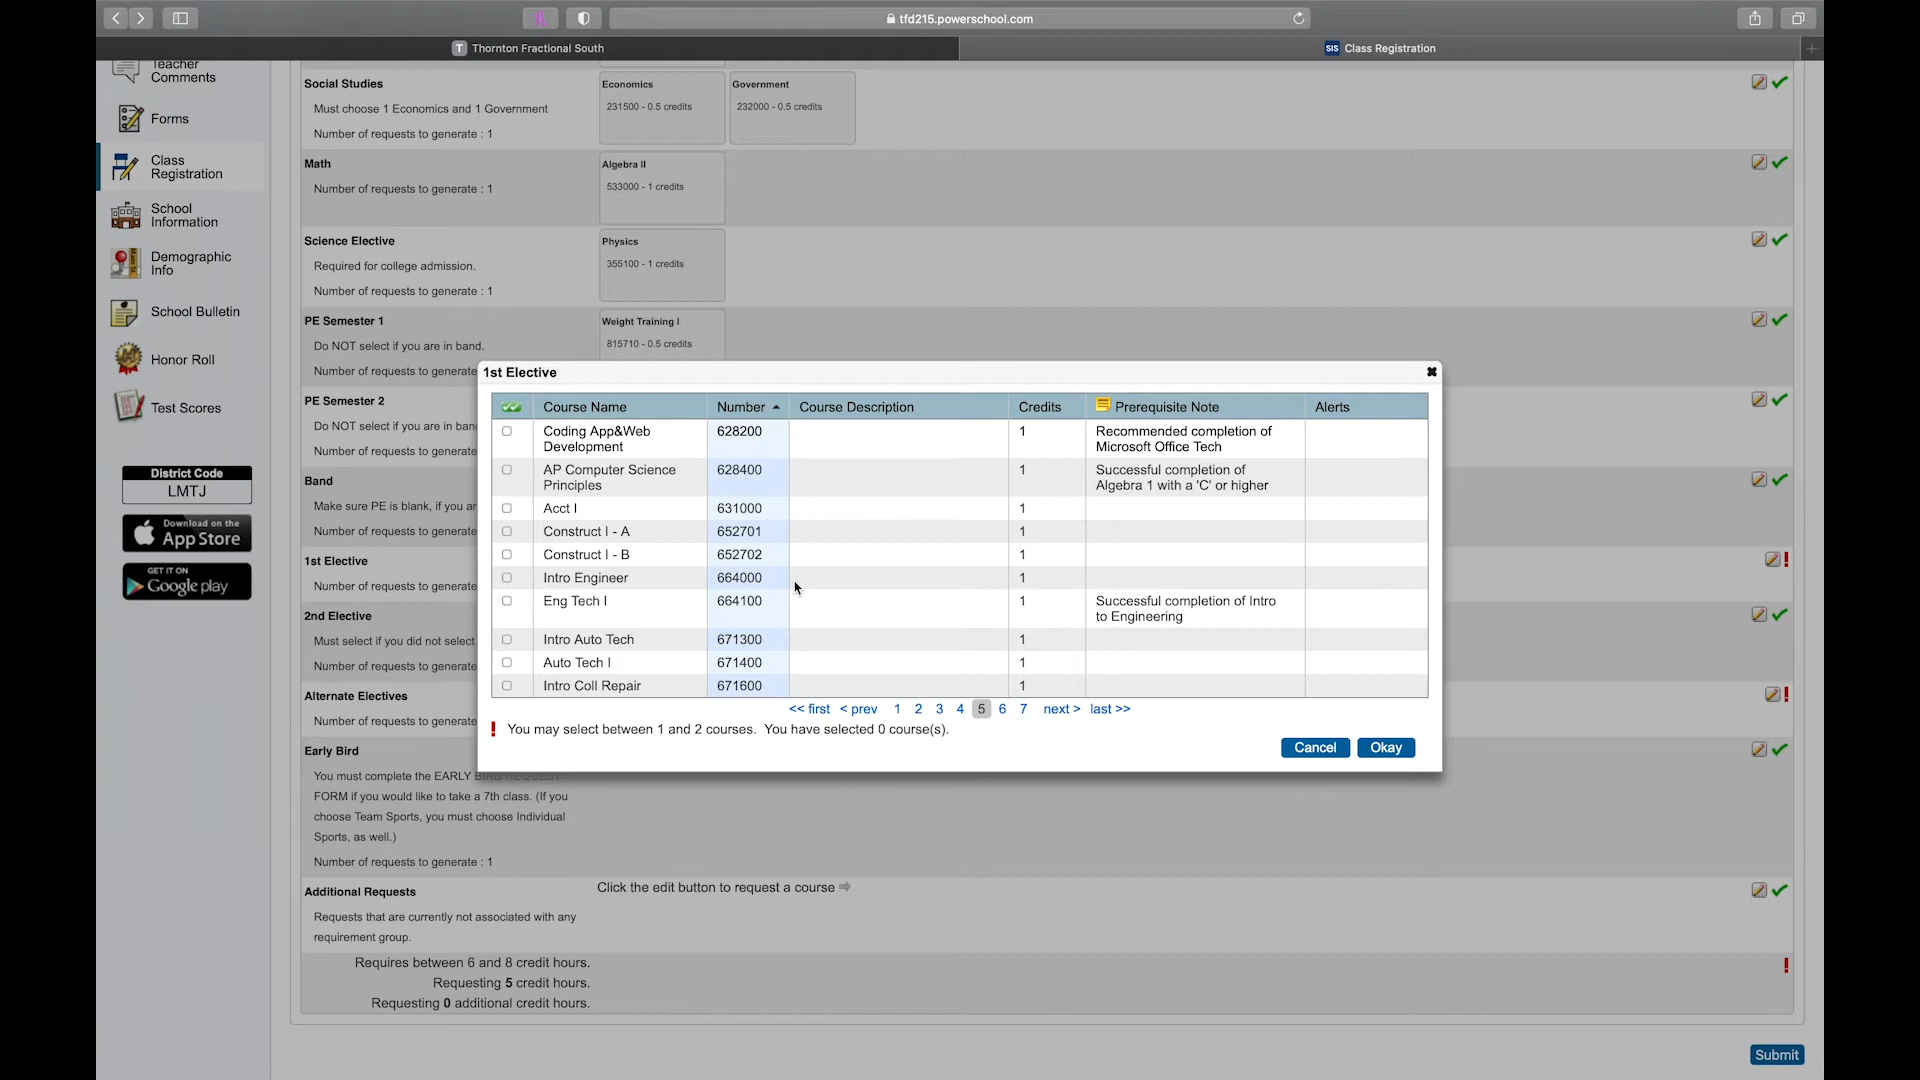 tfd215.powerschool.com
T Thornton Fractional South
SIS Class Registration
Teacher
Comments
Forms
Class
Registration
School
Information
Demographic
Info
School Bulletin
Honor Roll
Test Scores
District Code
LMTJ
Download on the
App Store
GET IT ON
Google play
Social Studies
Must choose 1 Economics and 1 Government
Number of requests to generate : 1
Economics
231500 - 0.5 credits
Government
232000 - 0.5 credits
Math
Number of requests to generate : 1
Algebra II
533000 - 1 credits
Science Elective
Required for college admission.
Number of requests to generate : 1
Physics
355100 - 1 credits
PE Semester 1
Do NOT select if you are in band.
Number of requests to generate
Weight Training I
815710 - 0.5 credits
PE Semester 2
Do NOT select if you are in ban
Number of requests to generate
Band
Make sure PE is blank, if you ar
Number of requests to generate
1st Elective
Number of requests to generate
2nd Elective
Must select if you did not select
Number of requests to generate
Alternate Electives
Number of requests to generate
Early Bird
You must complete the EARLY BIRD REQUEST
FORM if you would like to take a 7th class. (If you
choose Team Sports, you must choose Individual
Sports, as well.)
Number of requests to generate : 1
Additional Requests
Requests that are currently not associated with any
requirement group.
Click the edit button to request a course
Requires between 6 and 8 credit hours.
Requesting 5 credit hours.
Requesting 0 additional credit hours.
Submit
1st Elective
Course Name Number Course Description Credits Prerequisite Note Alerts
Coding App&Web 628200 1 Recommended completion of
Development Microsoft Office Tech
AP Computer Science 628400 1 Successful completion of
Principles Algebra 1 with a 'C' or higher
Acct I 631000 1
Construct I - A 652701 1
Construct I - B 652702 1
Intro Engineer 664000 1
Eng Tech I 664100 1 Successful completion of Intro
to Engineering
Intro Auto Tech 671300 1
Auto Tech I 671400 1
Intro Coll Repair 671600 1
<< first < prev 1 2 3 4 5 6 7 next > last >>
! You may select between 1 and 2 courses. You have selected 0 course(s).
Cancel Okay